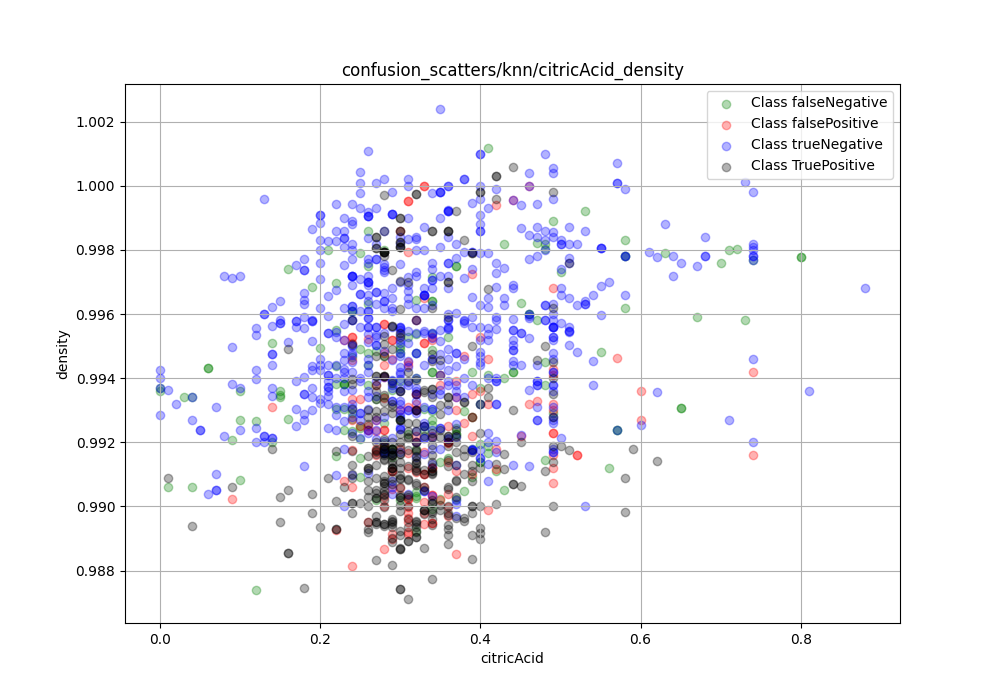 confusion_scatters/knn/citricAcid_density
Class falseNegative
Class falsePositive
Class trueNegative
Class TruePositive
1.002
1.000
0.998
0.996
0.994
0.992
0.990
0.988
density
0.0 0.2 0.4 0.6 0.8
citricAcid